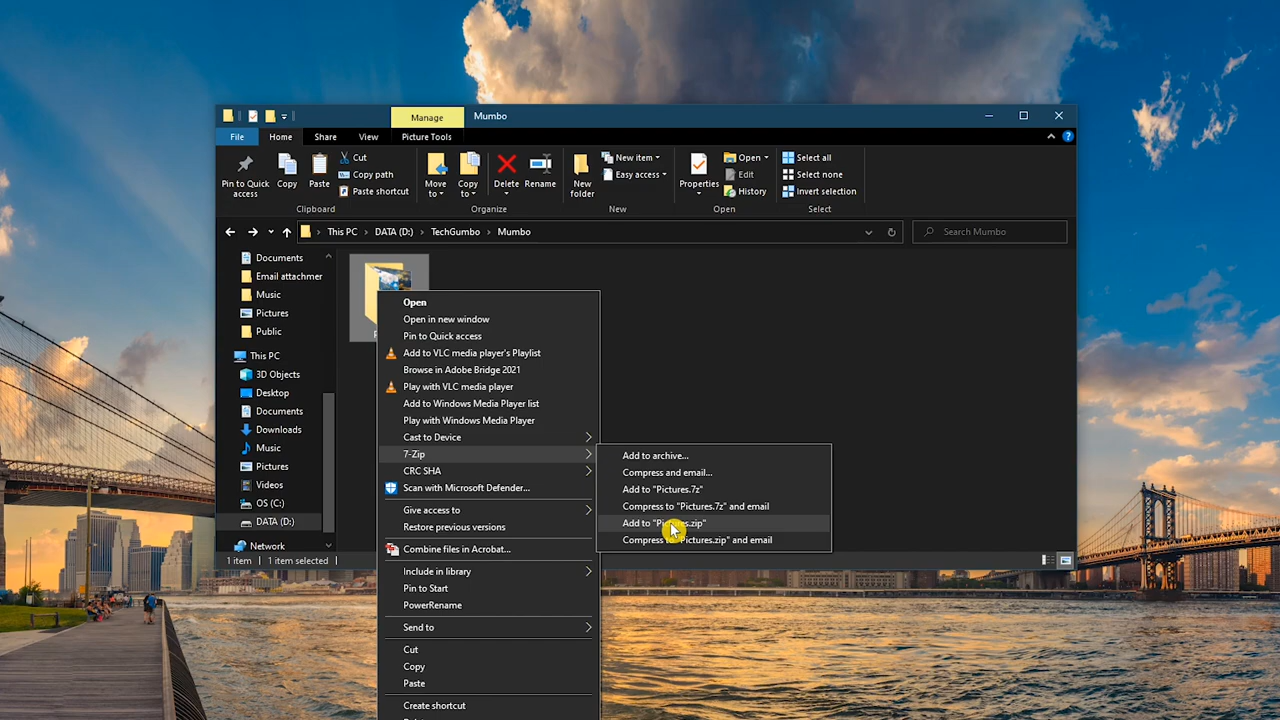 Manage
Mumbo
File
Home
Share
View
Picture Tools
Pin to Quick access
Copy
Paste
Cut
Copy path
Paste shortcut
Clipboard
Move to
Copy to
Delete
Rename
Organize
New folder
New item
Easy access
New
Properties
Open
Edit
History
Open
Select all
Select none
Invert selection
Select
This PC > DATA (D:) > TechGumbo > Mumbo
Search Mumbo
Documents
Email attachmer
Music
Pictures
Public
This PC
3D Objects
Desktop
Documents
Downloads
Music
Pictures
Videos
OS (C:)
DATA (D:)
Network
1 item
1 item selected
Open
Open in new window
Pin to Quick access
Add to VLC media player's Playlist
Browse in Adobe Bridge 2021
Play with VLC media player
Add to Windows Media Player list
Play with Windows Media Player
Cast to Device
7-Zip
CRC SHA
Scan with Microsoft Defender...
Give access to
Restore previous versions
Combine files in Acrobat...
Include in library
Pin to Start
PowerRename
Send to
Cut
Copy
Paste
Create shortcut
Add to archive...
Compress and email...
Add to "Pictures.7z"
Compress to "Pictures.7z" and email
Add to "Pictures.zip"
Compress to "Pictures.zip" and email